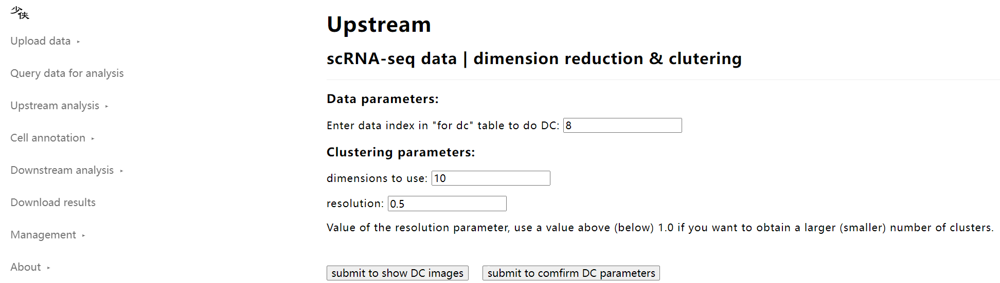 少侠
Upload data ▸
Query data for analysis
Upstream analysis ▸
Cell annotation ▸
Downstream analysis ▸
Download results
Management ▸
About ▸
Upstream
scRNA-seq data | dimension reduction & clutering
Data parameters:
Enter data index in "for dc" table to do DC: 8
Clustering parameters:
dimensions to use: 10
resolution: 0.5
Value of the resolution parameter, use a value above (below) 1.0 if you want to obtain a larger (smaller) number of clusters.
submit to show DC images submit to comfirm DC parameters